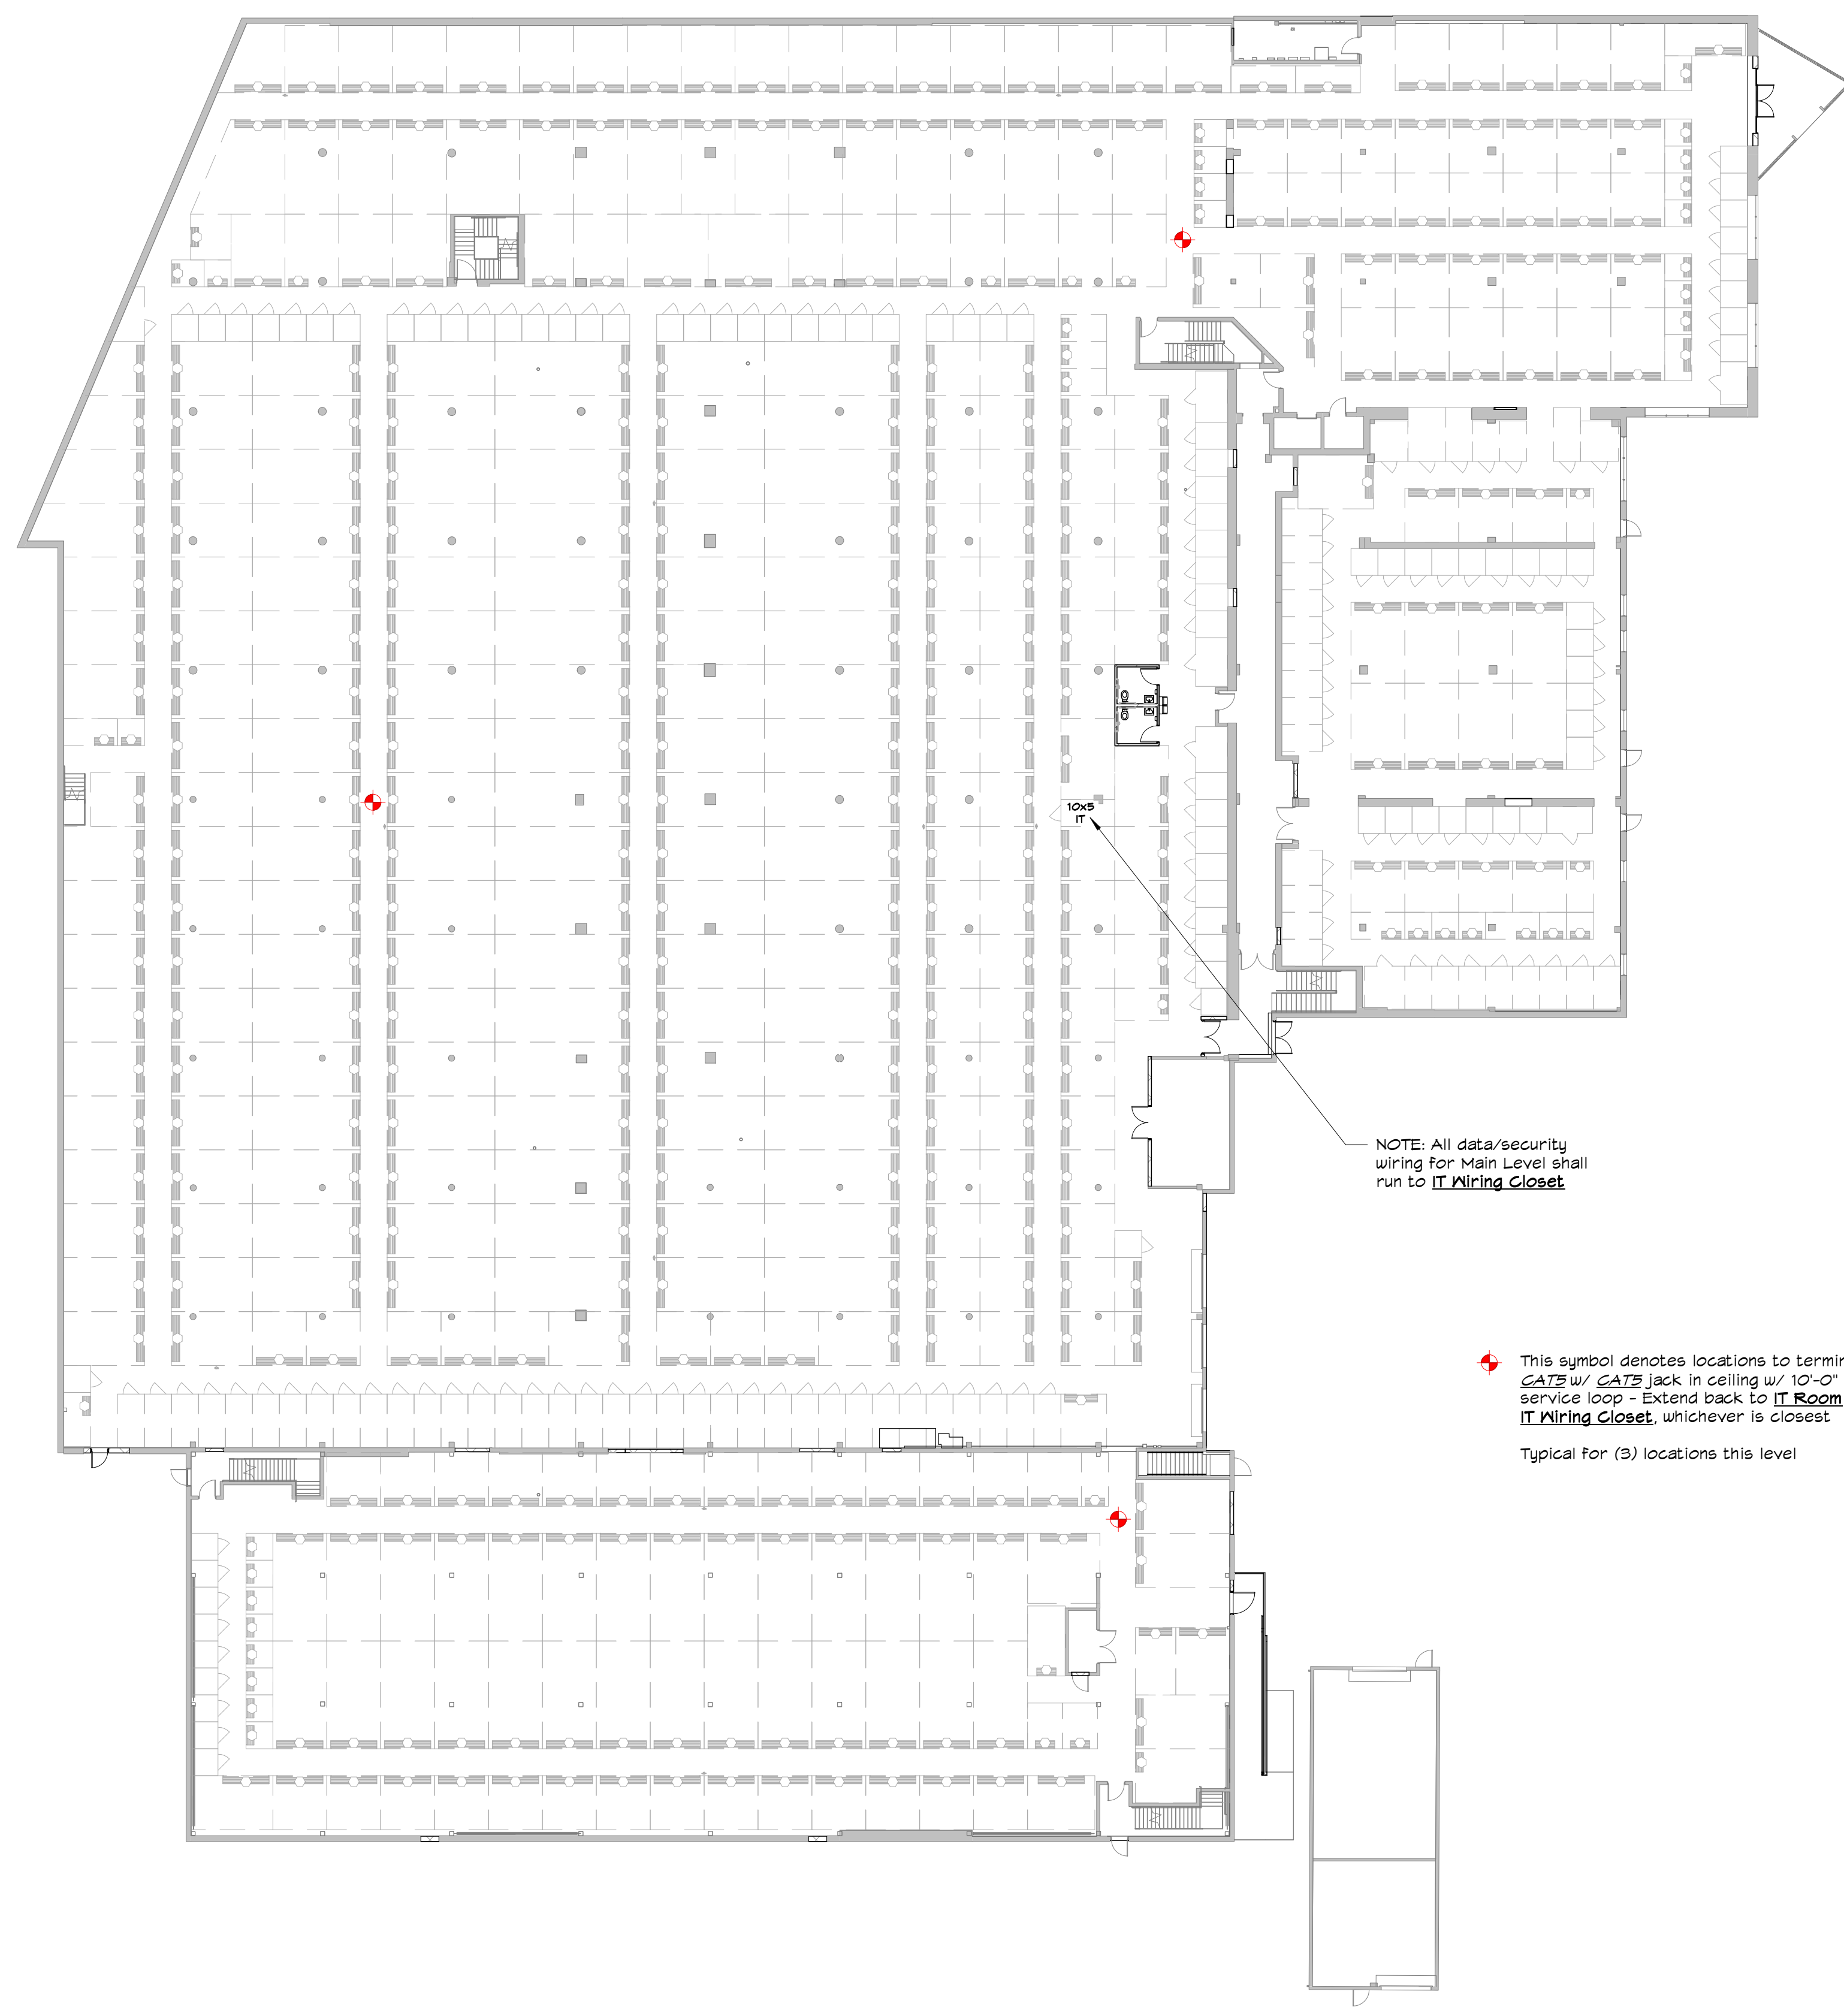 10x5
IT
NOTE: All data/security
wiring for Main Level shall
run to IT Wiring Closet
This symbol denotes locations to
CAT5 w/ CAT5 jack in ceiling w/ 10'-0"
service loop - Extend back to IT Room
IT Wiring Closet, whichever is closest
Typical for (3) locations this level